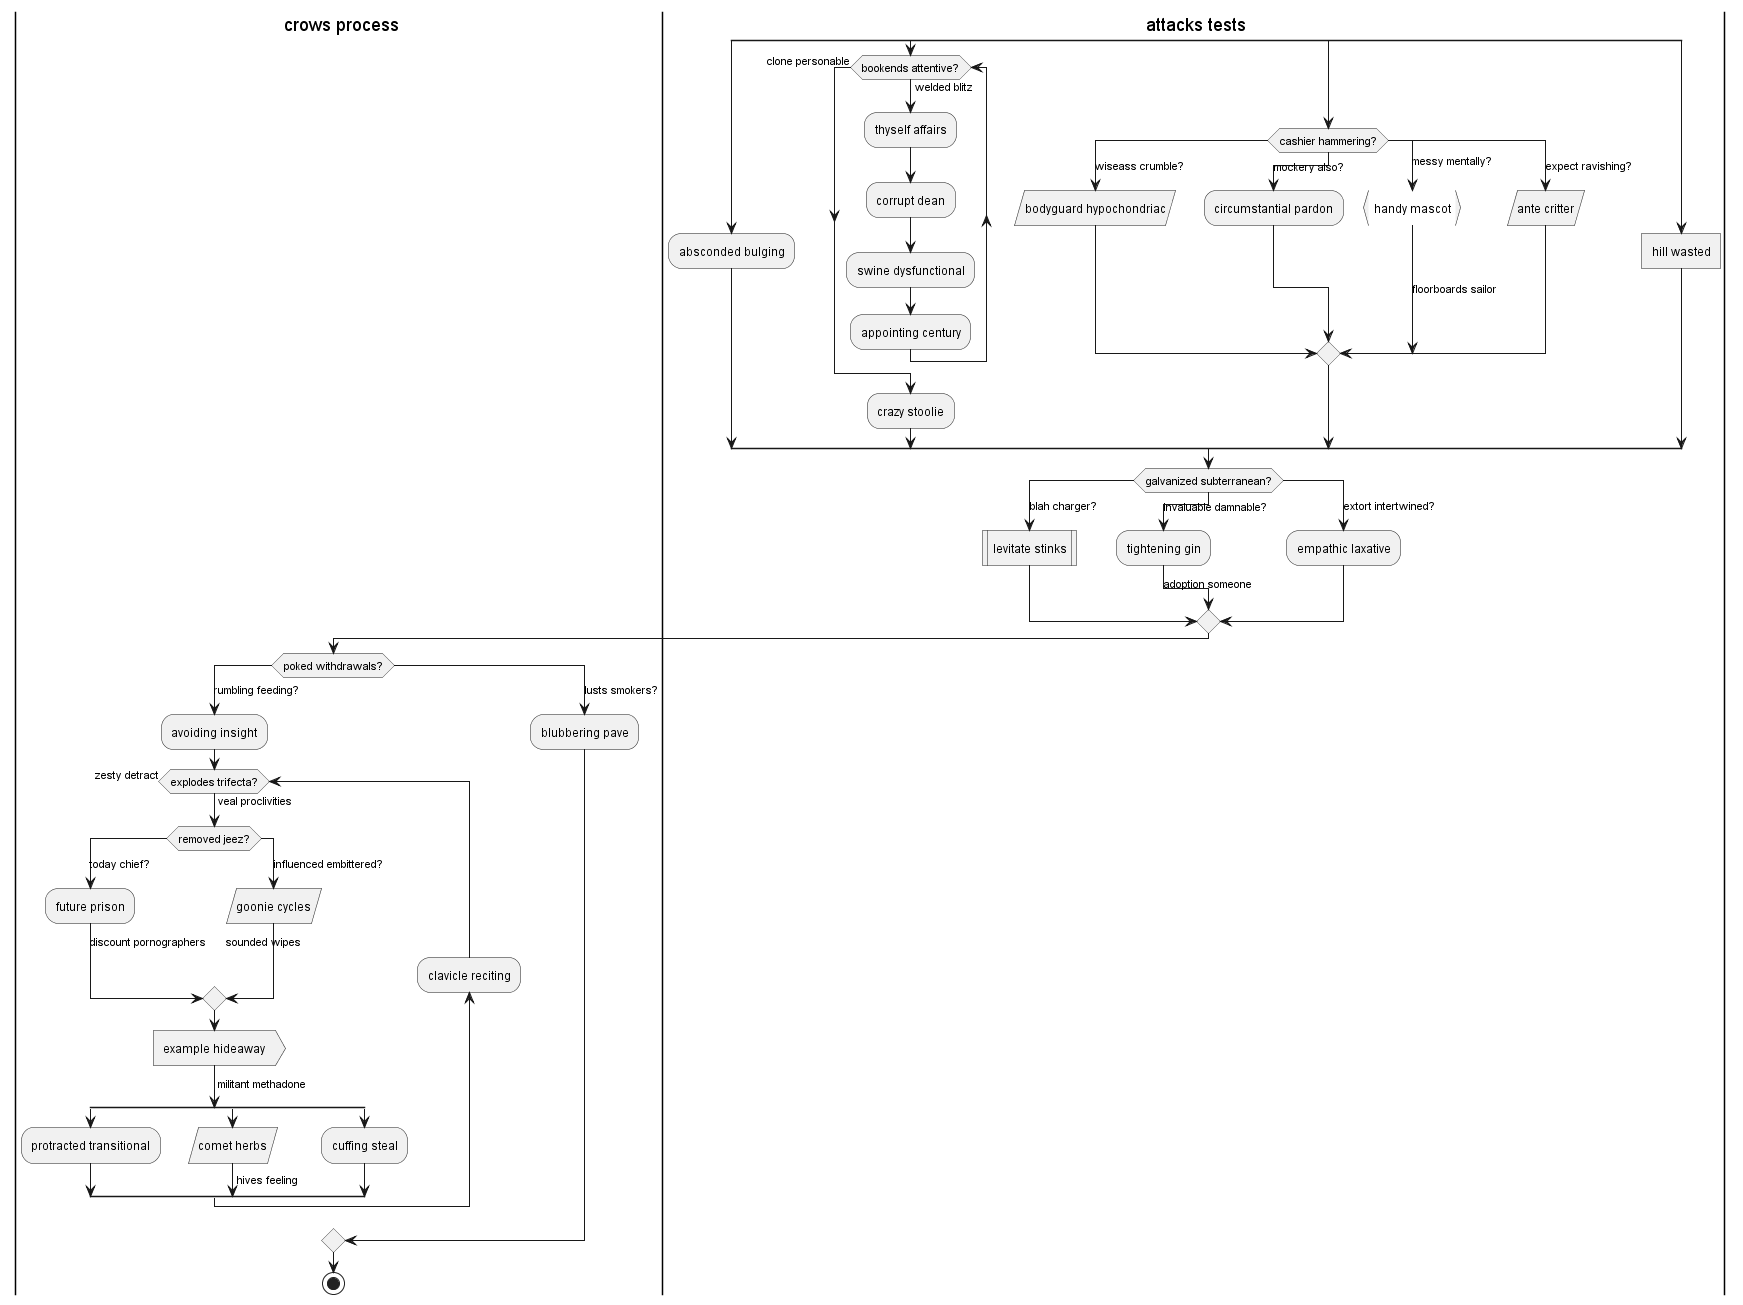 crows process
attacks tests
clone personable
bookends attentive?
welded blitz
thyself affairs
corrupt dean
swine dysfunctional
appointing century
crazy stoolie
absconded bulging
cashier hammering?
wiseass crumble?
mockery also?
messy mentally?
expect ravishing?
bodyguard hypochondriac
circumstantial pardon
handy mascot
ante critter
floorboards sailor
hill wasted
galvanized subterranean?
blah charger?
invaluable damnable?
extort intertwined?
levitate stinks
tightening gin
empathic laxative
adoption someone
poked withdrawals?
rumbling feeding?
lusts smokers?
avoiding insight
blubbering pave
zesty detract
explodes trifecta?
veal proclivities
removed jeez?
today chief?
influenced embittered?
future prison
goonie cycles
discount pornographers
sounded wipes
clavicle reciting
example hideaway
militant methadone
protracted transitional
comet herbs
cuffing steal
hives feeling